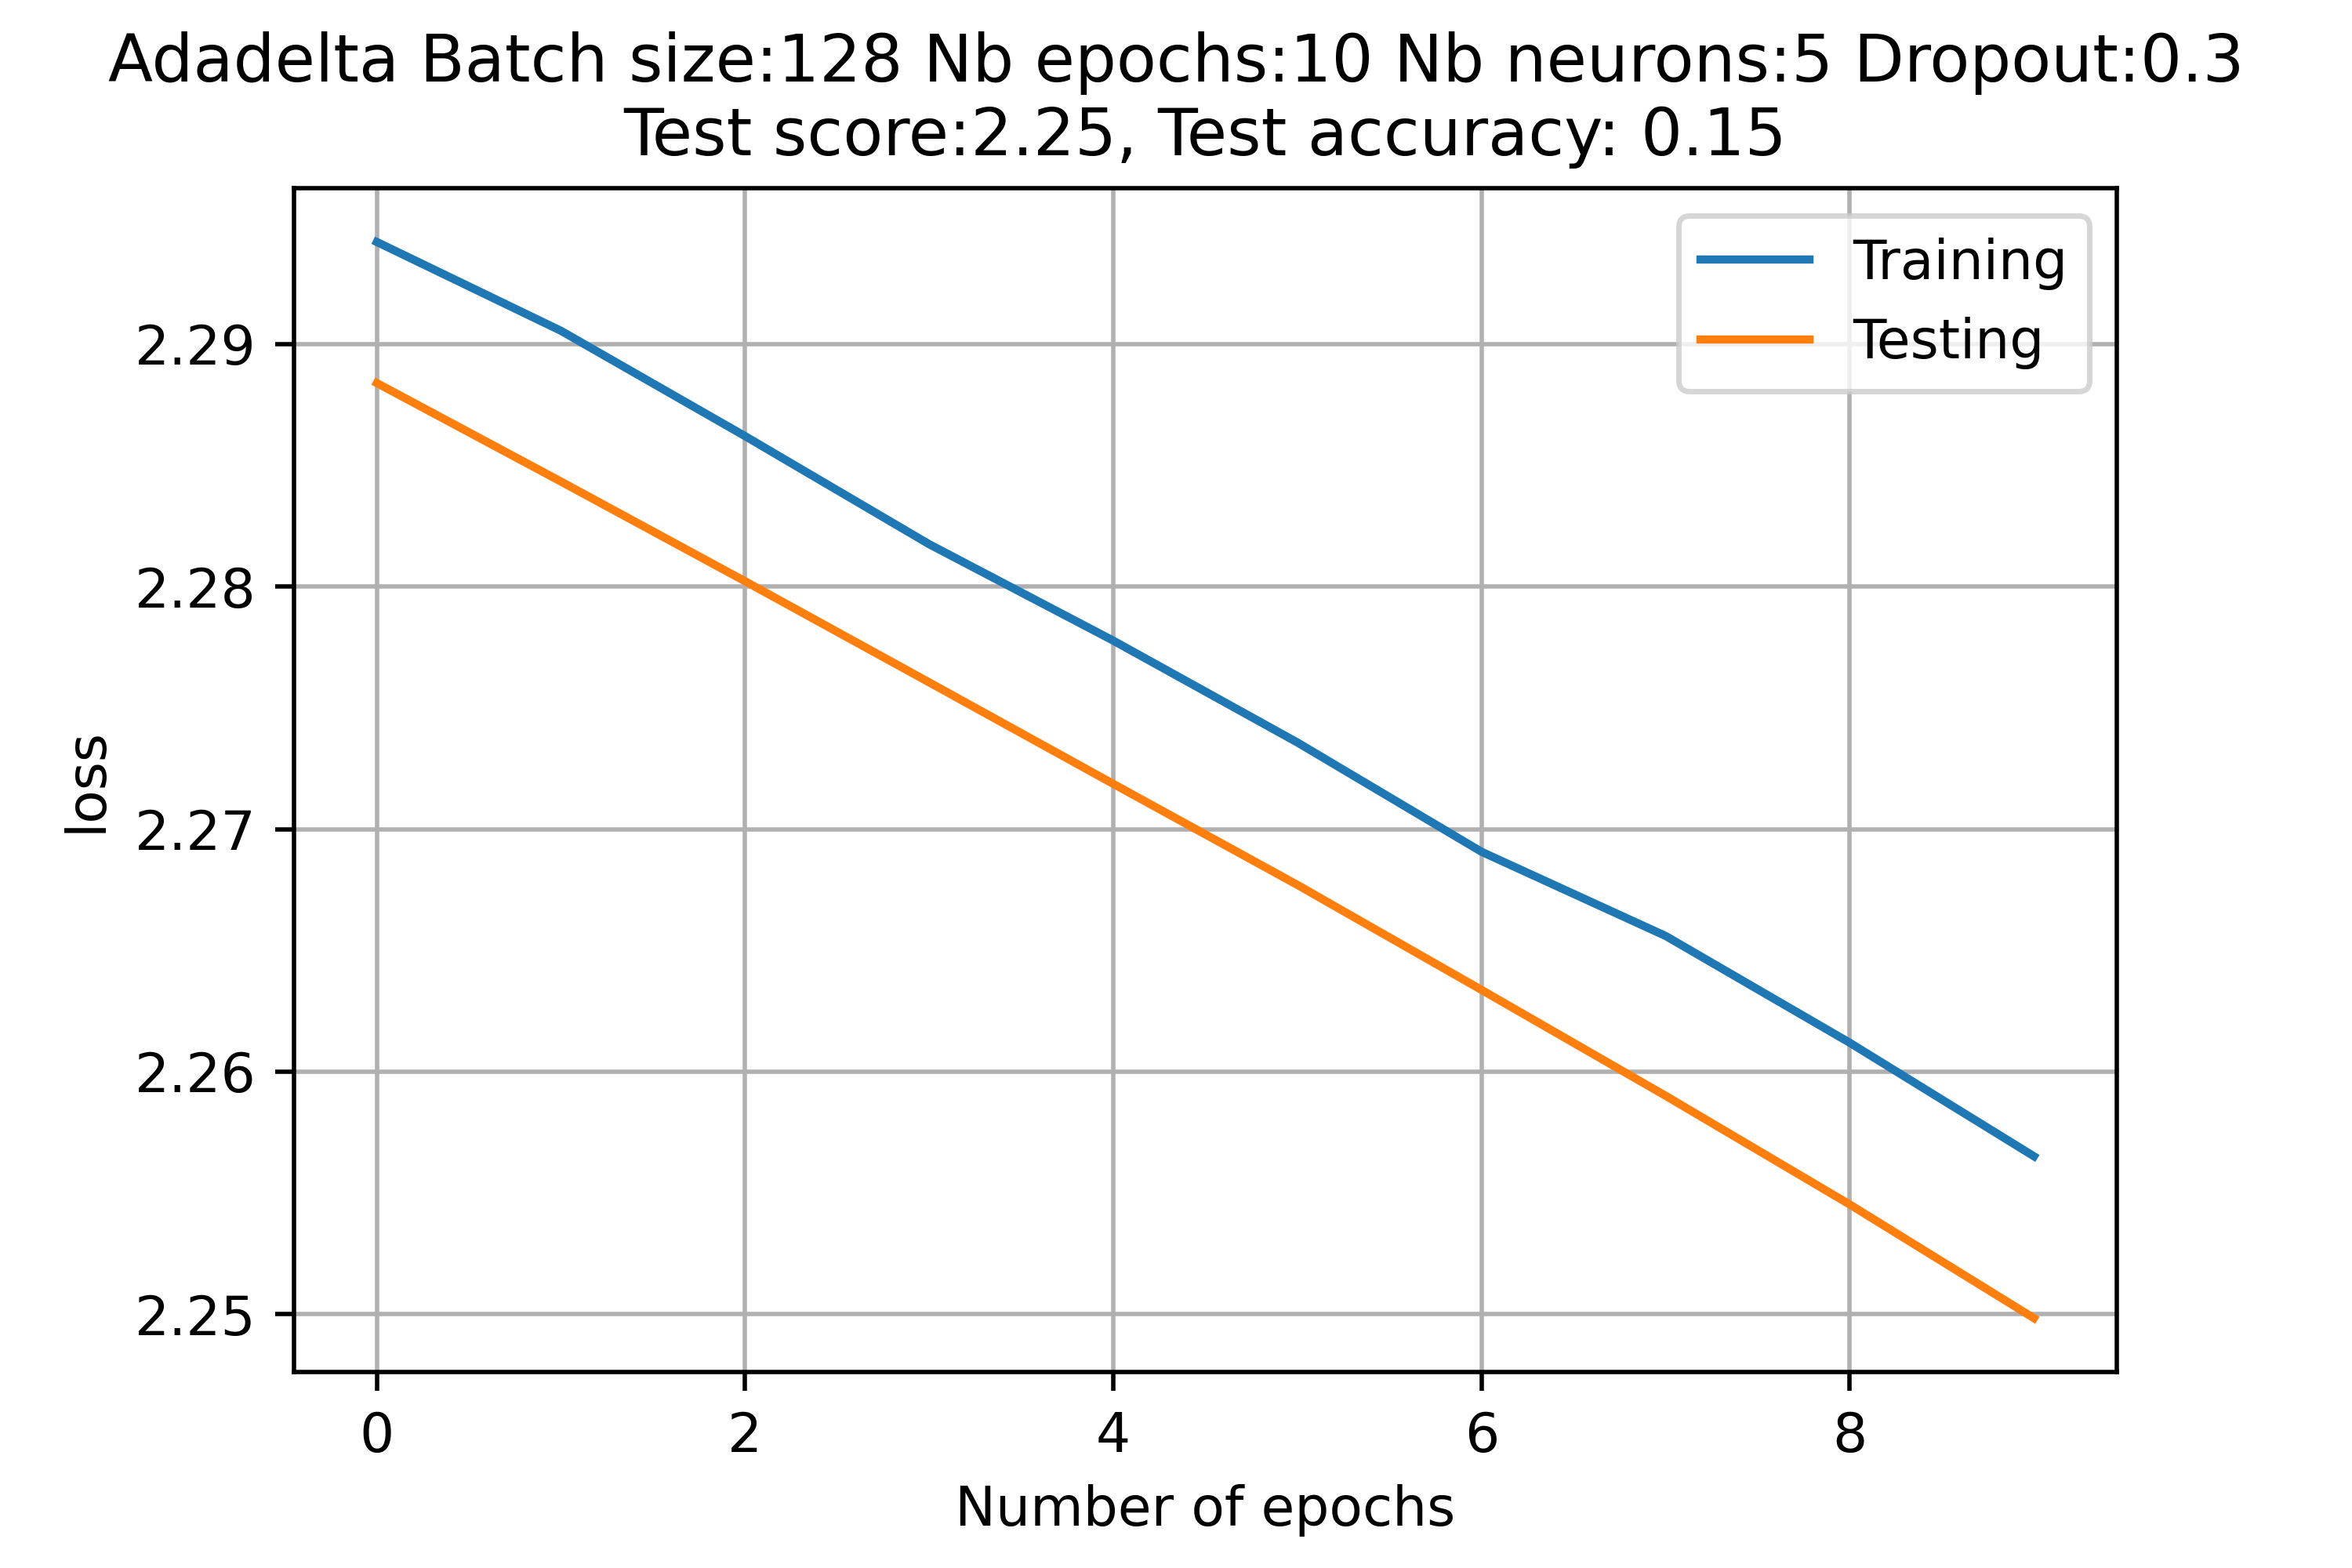 Adadelta Batch size:128 Nb epochs:10 Nb neurons:5 Dropout:0.3
Test score:2.25, Test accuracy: 0.15
Training
Testing
2.29
2.28
2.27
2.26
2.25
loss
0 2 4 6 8
Number of epochs